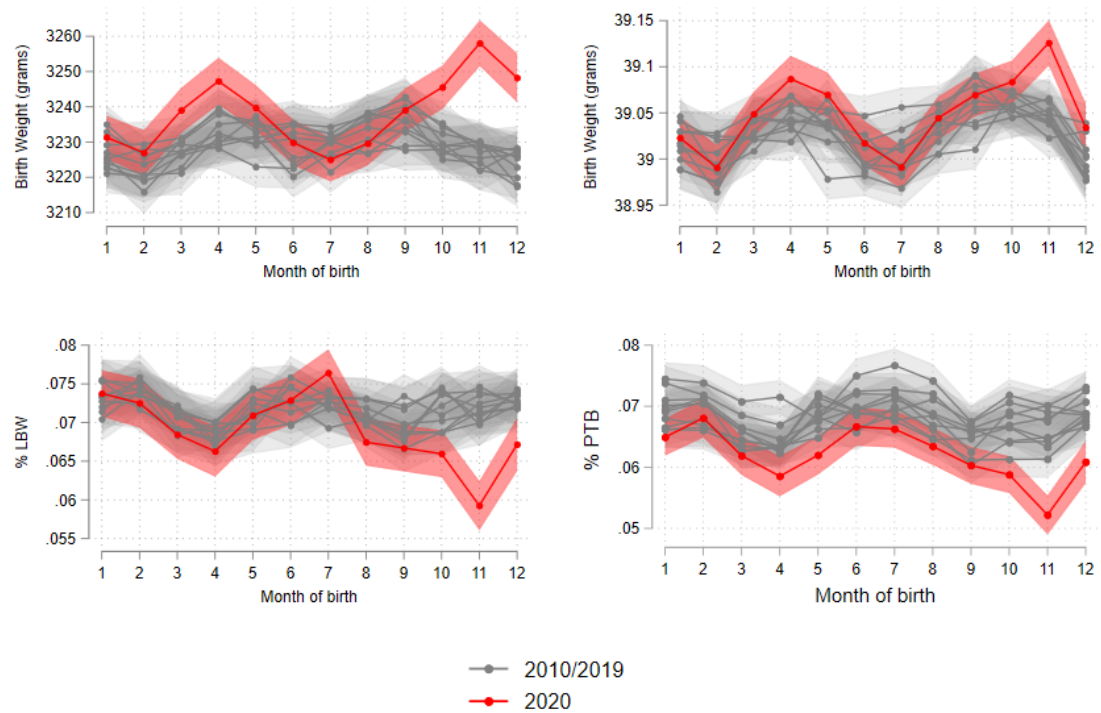 Birth Weight (grams)
3260
3250
3240
3230
3220
3210
1 2 3 4 5 6 7 8 9 10 11 12
Month of birth
Birth Weight (grams)
39.15
39.1
39.05
39
38.95
1 2 3 4 5 6 7 8 9 10 11 12
Month of birth
% LBW
.08
.075
.07
.065
.06
.055
1 2 3 4 5 6 7 8 9 10 11 12
Month of birth
% PTB
.08
.07
.06
.05
1 2 3 4 5 6 7 8 9 10 11 12
Month of birth
2010/2019
2020